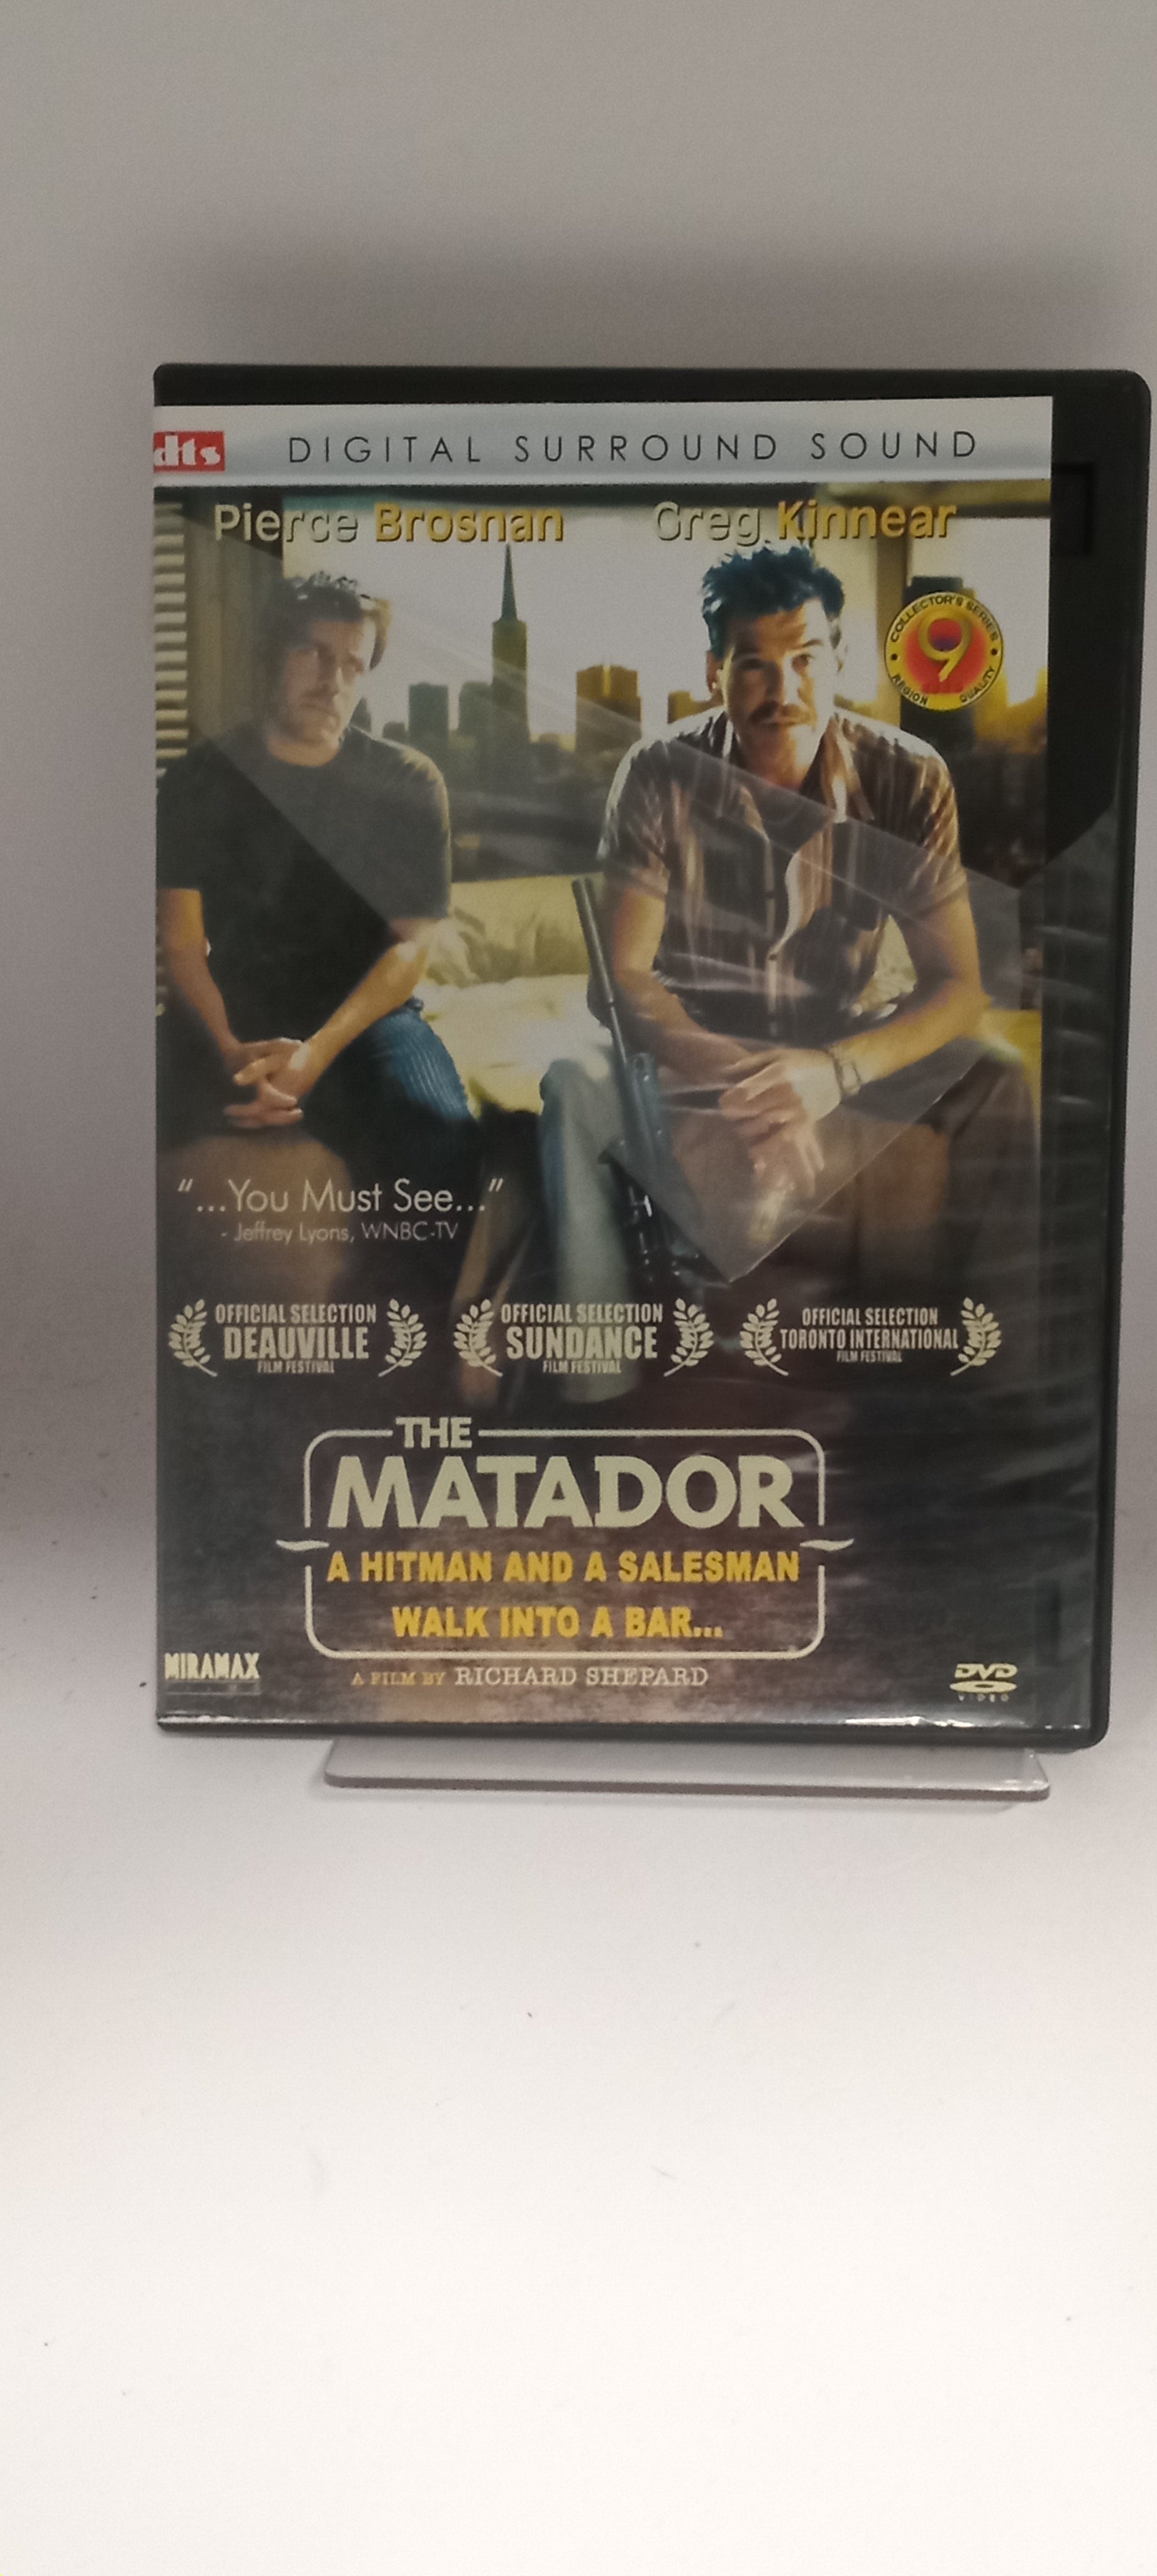 dts DIGITAL SURROUND SOUND
Pierce Brosnan Greg Kinnear
COLLECTOR'S SERIES
9
REGION QUALITY
"...You Must See..."
- Jeffrey Lyons, WNBC-TV
OFFICIAL SELECTION
DEAUVILLE
FILM FESTIVAL
OFFICIAL SELECTION
SUNDANCE
FILM FESTIVAL
OFFICIAL SELECTION
TORONTO INTERNATIONAL
FILM FESTIVAL
THE
MATADOR
A HITMAN AND A SALESMAN
WALK INTO A BAR...
MIRAMAX
A FILM BY RICHARD SHEPARD
DVD
VIDEO